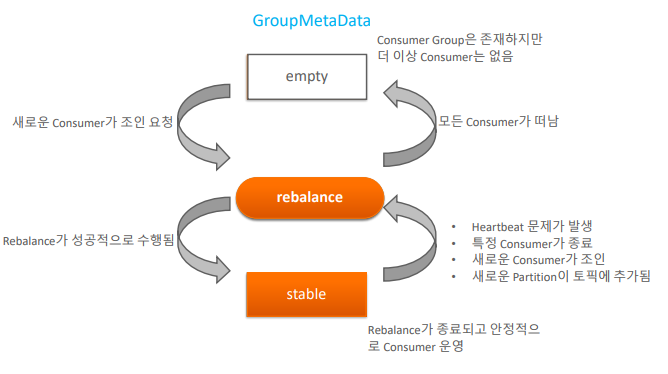 GroupMetaData
Consumer Group은 존재하지만
더 이상 Consumer는 없음
empty
새로운 Consumer가 조인 요청
모든 Consumer가 떠남
rebalance
Rebalance가 성공적으로 수행됨
• Heartbeat 문제가 발생
• 특정 Consumer가 종료
• 새로운 Consumer가 조인
• 새로운 Partition이 토픽에 추가됨
stable
Rebalance가 종료되고 안정적으
로 Consumer 운영